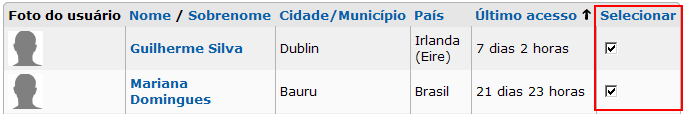 Foto do usuário Nome / Sobrenome Cidade/Município País Último acesso ↑ Selecionar
Guilherme Silva Dublin Irlanda (Eire) 7 dias 2 horas
Mariana Domingues Bauru Brasil 21 dias 23 horas